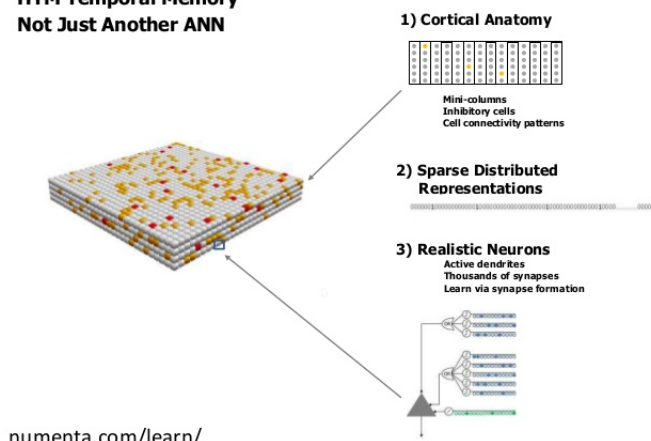 HTM Temporal Memory
Not Just Another ANN
1) Cortical Anatomy
Mini-columns
Inhibitory cells
Cell connectivity patterns
2) Sparse Distributed
Representations
3) Realistic Neurons
Active dendrites
Thousands of synapses
Learn via synapse formation
numenta.com/learn/